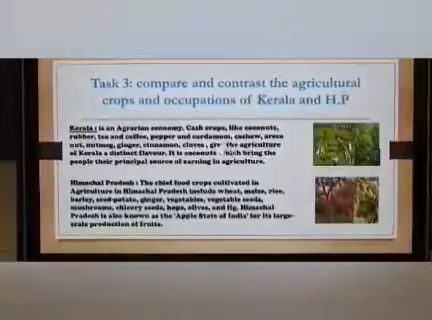 Task 3: compare and contrast the agricultural
crops and occupations of Kerala and H.P
Kerala : is an Agrarian economy. Cash crops, like coconuts,
rubber, tea and coffee, pepper and cardamom, cashew, areca
nut, nutmeg, ginger, cinnamon, cloves, give the agriculture
of Kerala a distinct flavour. It is coconuts which bring the
people their principal source of earning in agriculture.
Himachal Pradesh : The chief food crops cultivated in
Agriculture in Himachal Pradesh include wheat, maize, rice,
barley, seed-potato, ginger, vegetables, vegetable seeds,
mushrooms, chicory seeds, hops, olives, and fig. Himachal
Pradesh is also known as the 'Apple State of India' for its large-
scale production of fruits.